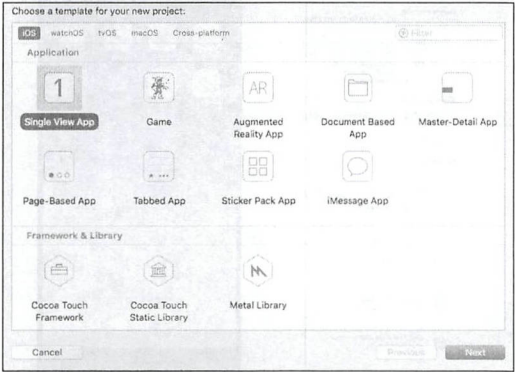 Choose a template for your new project:
iOS watchOS tvOS macOS Cross-platform Filter
Application
1
AR
Single View App Game Augmented Reality App Document Based App Master-Detail App
Page-Based App Tabbed App Sticker Pack App iMessage App
Framework & Library
Cocoa Touch Framework Cocoa Touch Static Library Metal Library
Cancel Previous Next